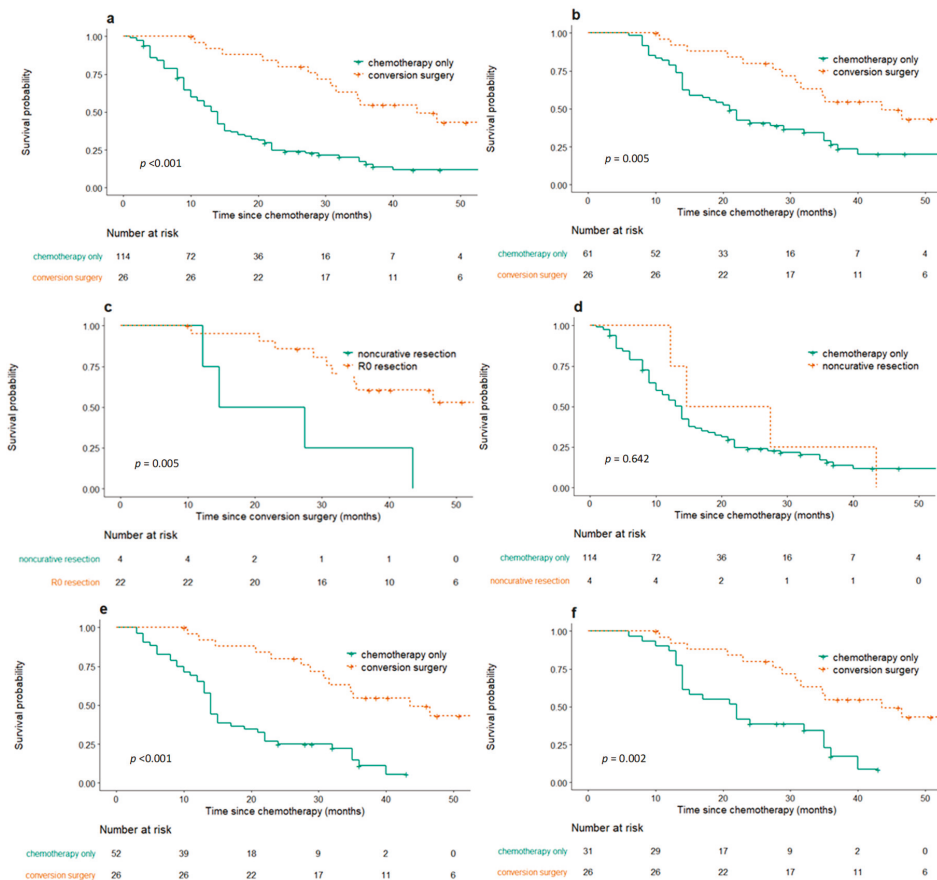 a
Survival probability
1.00
0.75
0.50
0.25
0.00
chemotherapy only
conversion surgery
p <0.001
0 10 20 30 40 50
Time since chemotherapy (months)
Number at risk
chemotherapy only 114 72 36 16 7 4
conversion surgery 26 26 22 17 11 6
b
Survival probability
1.00
0.75
0.50
0.25
0.00
chemotherapy only
conversion surgery
p = 0.005
0 10 20 30 40 50
Time since chemotherapy (months)
Number at risk
chemotherapy only 61 52 33 16 7 4
conversion surgery 26 26 22 17 11 6
c
Survival probability
1.00
0.75
0.50
0.25
0.00
noncurative resection
R0 resection
p = 0.005
0 10 20 30 40 50
Time since conversion surgery (months)
Number at risk
noncurative resection 4 4 2 1 1 0
R0 resection 22 22 20 16 10 6
d
Survival probability
1.00
0.75
0.50
0.25
0.00
chemotherapy only
noncurative resection
p = 0.642
0 10 20 30 40 50
Time since chemotherapy (months)
Number at risk
chemotherapy only 114 72 36 16 7 4
noncurative resection 4 4 2 1 1 0
e
Survival probability
1.00
0.75
0.50
0.25
0.00
chemotherapy only
conversion surgery
p <0.001
0 10 20 30 40 50
Time since chemotherapy (months)
Number at risk
chemotherapy only 52 39 18 9 2 0
conversion surgery 26 26 22 17 11 6
f
Survival probability
1.00
0.75
0.50
0.25
0.00
chemotherapy only
conversion surgery
p = 0.002
0 10 20 30 40 50
Time since chemotherapy (months)
Number at risk
chemotherapy only 31 29 17 9 2 0
conversion surgery 26 26 22 17 11 6